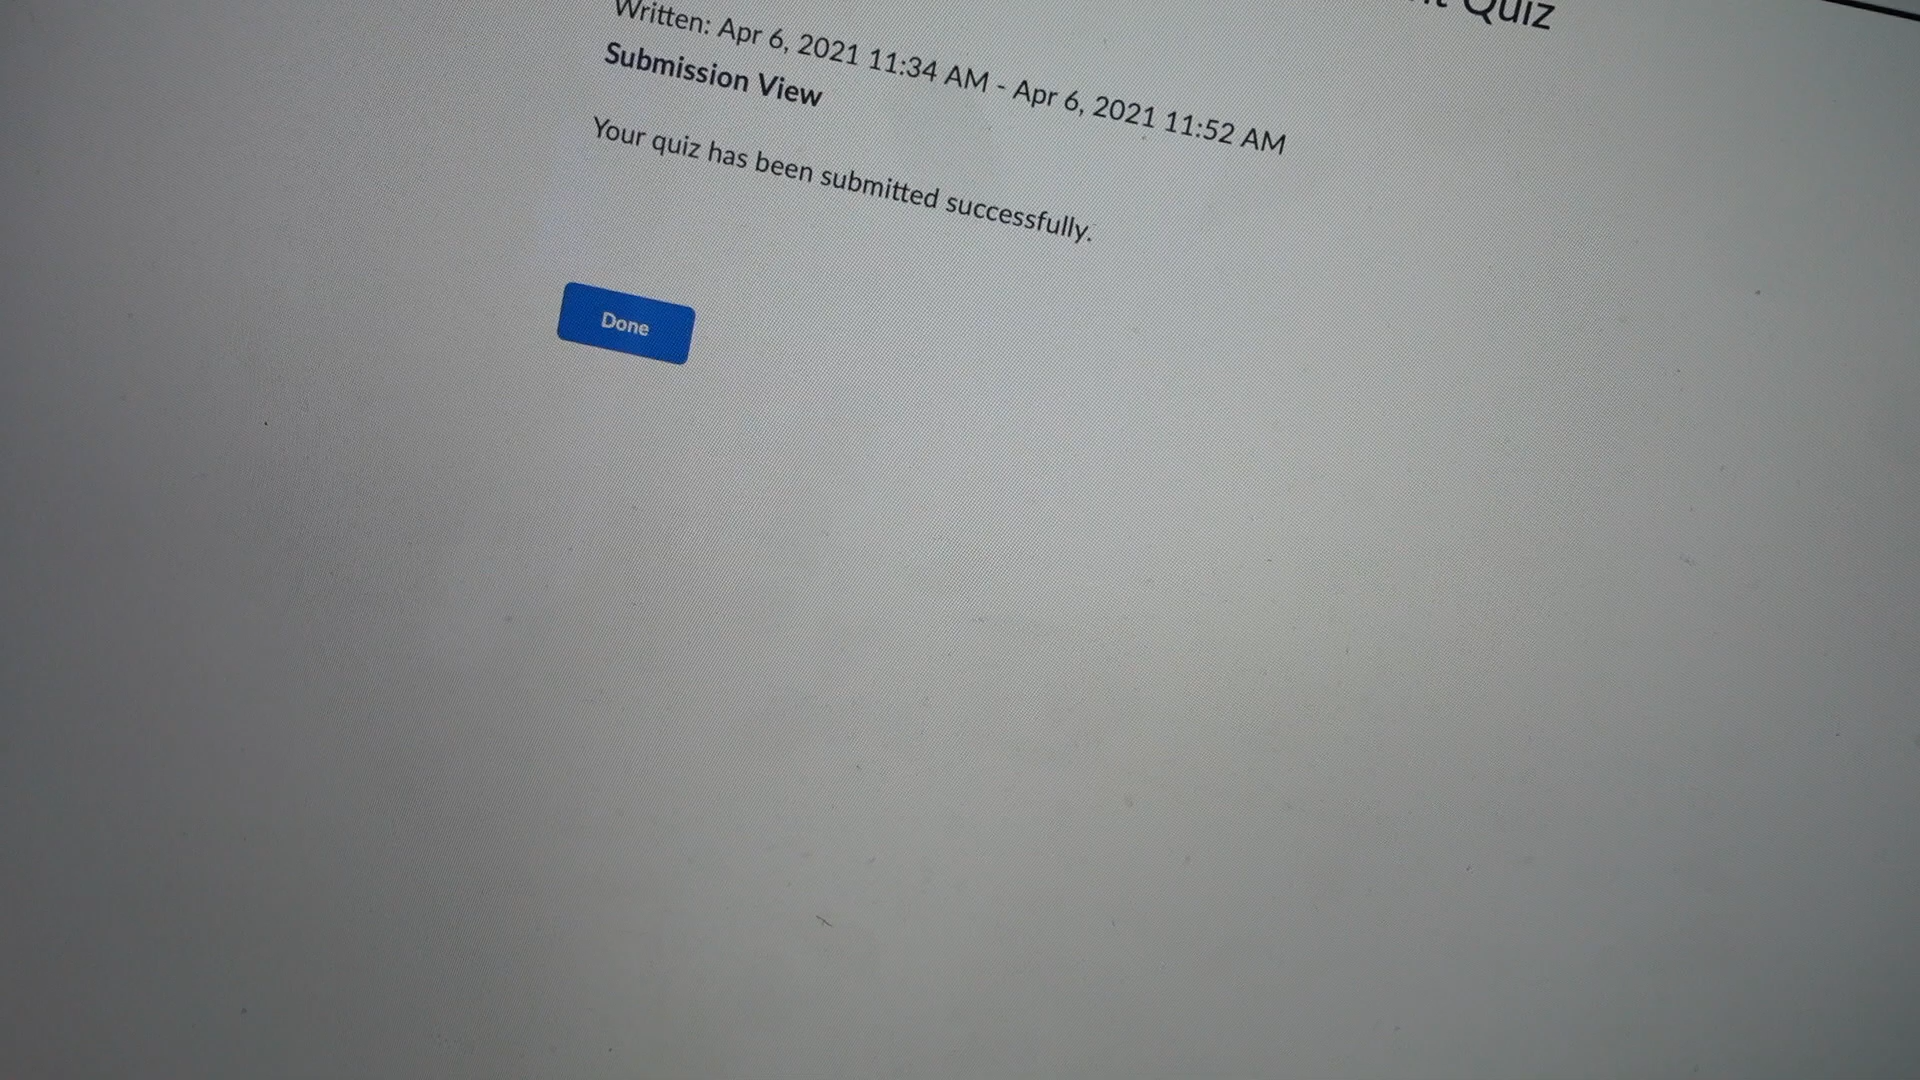 Quiz
Written: Apr 6, 2021 11:34 AM - Apr 6, 2021 11:52 AM
Submission View
Your quiz has been submitted successfully.
Done